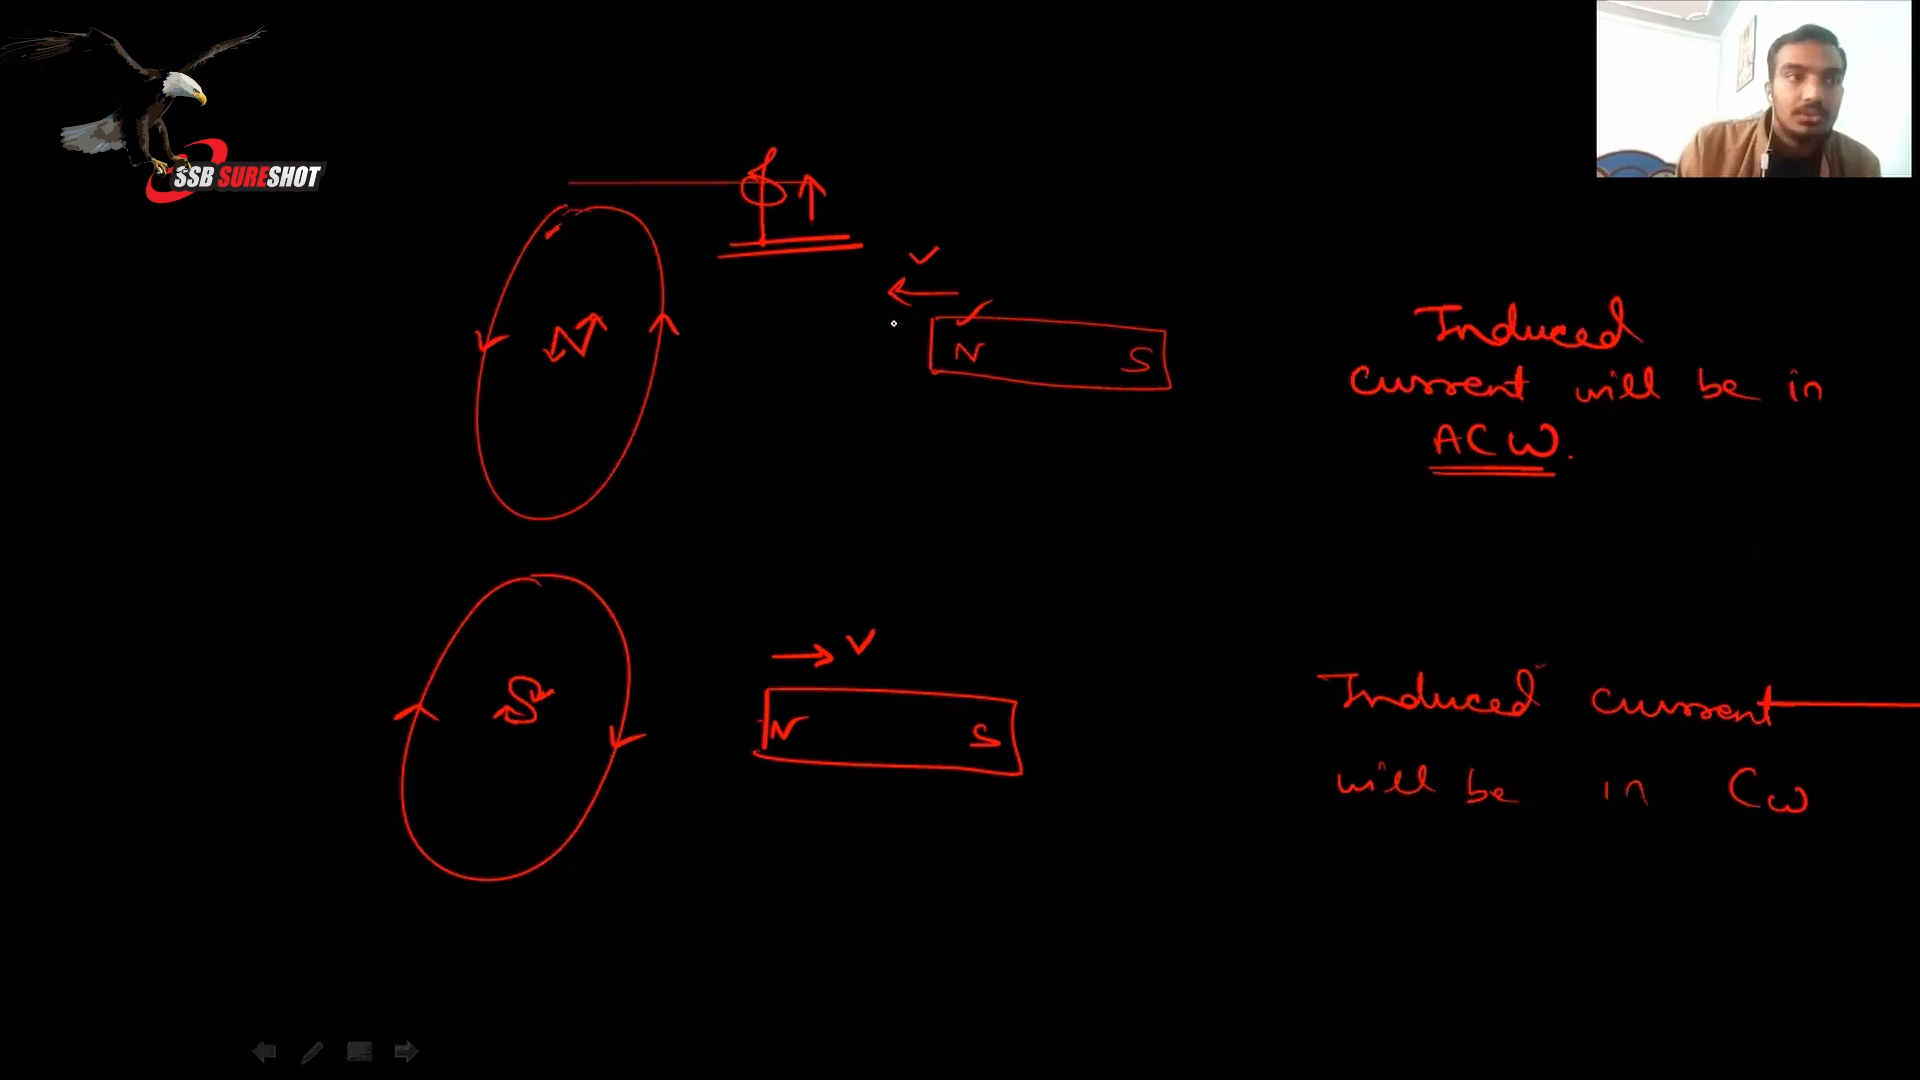 SSB SURESHOT
ϕ ↑
V
N
N S
Induced
current will be in
ACW.
V
S
N S
Induced current
will be in CW